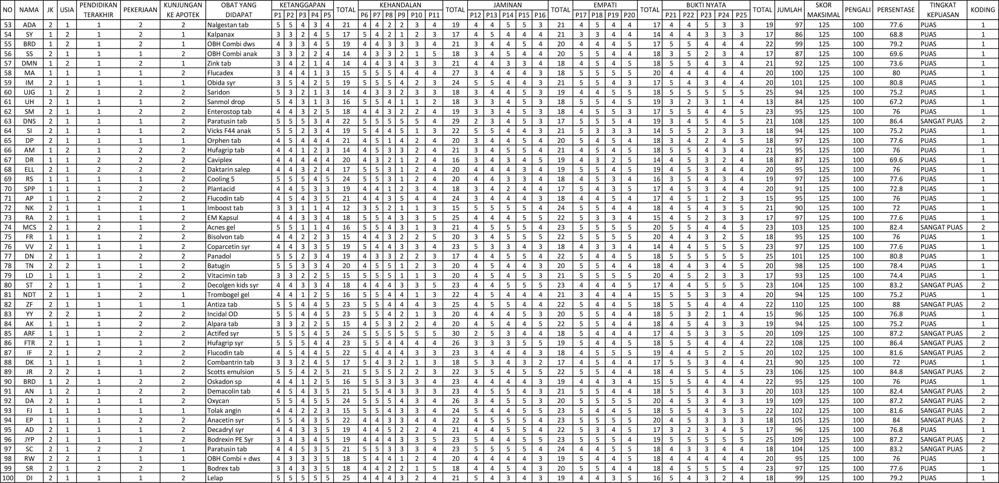 NO NAMA JK USIA PENDIDIKAN TERAKHIR PEKERJAAN KUNJUNGAN KE APOTEK OBAT YANG DIDAPAT KETANGGAPAN TOTAL KEHANDALAN TOTAL JAMINAN TOTAL EMPATI TOTAL BUKTI NYATA TOTAL JUMLAH SKOR MAKSIMAL PENGALI PERSENTASE TINGKAT KEPUASAN KODING
P1 P2 P3 P4 P5 P6 P7 P8 P9 P10 P11 P12 P13 P14 P15 P16 P17 P18 P19 P20 P21 P22 P23 P24 P25
53 ADA 2 1 1 2 2 Nalgestan tab 5 5 4 3 4 21 4 4 2 2 3 4 19 4 4 5 5 3 21 4 5 4 4 17 4 4 5 3 3 19 97 125 100 77.6 PUAS 1
54 SY 1 2 1 2 1 Kalpanax 3 3 2 4 5 17 5 4 2 1 2 3 17 4 5 4 4 4 21 3 3 4 4 14 4 4 3 3 3 17 86 125 100 68.8 PUAS 1
55 BRD 1 2 1 2 1 OBH Combi dws 4 3 3 4 5 19 4 4 3 3 3 4 21 3 4 4 5 4 20 4 4 4 5 17 5 5 4 4 4 22 99 125 100 79.2 PUAS 1
56 SS 2 1 1 1 2 OBH Combi anak 3 3 2 2 4 14 4 3 3 2 1 5 18 3 4 5 4 4 20 5 5 4 4 18 3 5 2 3 4 17 87 125 100 69.6 PUAS 1
57 DMN 1 2 1 2 1 Zink tab 3 4 2 1 4 14 4 4 3 4 3 3 21 4 4 3 3 4 18 4 5 4 5 18 5 5 4 3 4 21 92 125 100 73.6 PUAS 1
58 MA 1 1 1 1 2 Flucadex 3 4 4 1 3 15 5 5 5 4 4 4 27 3 4 4 4 3 18 5 5 5 5 20 4 4 4 4 4 20 100 125 100 80 PUAS 1
59 IM 2 1 1 1 1 Obida syr 3 5 4 2 5 19 5 5 5 4 2 3 24 5 5 4 4 3 21 5 5 4 3 17 5 4 3 4 4 20 101 125 100 80.8 PUAS 1
60 UJG 1 2 1 2 2 Saridon 5 3 2 1 3 14 4 3 3 2 3 3 18 3 4 4 5 3 19 4 4 5 5 18 5 5 5 5 5 25 94 125 100 75.2 PUAS 1
61 UH 2 1 1 1 2 Sanmol drop 5 4 3 1 3 16 5 5 4 1 1 2 18 3 3 4 5 3 18 5 5 4 5 19 3 2 3 1 4 13 84 125 100 67.2 PUAS 1
62 SM 2 1 1 2 2 Enterostop tab 4 4 3 2 5 18 4 4 3 2 2 4 19 3 3 4 5 3 18 4 5 5 3 17 5 5 4 4 5 23 95 125 100 76 PUAS 1
63 DNS 2 1 1 1 2 Paratusin tab 5 5 5 3 4 22 5 5 5 5 5 4 29 2 3 4 5 3 17 5 5 5 4 19 3 4 5 4 5 21 108 125 100 86.4 SANGAT PUAS 2
64 SI 2 1 1 1 2 Vicks F44 anak 5 5 2 3 4 19 5 4 4 5 1 3 22 5 5 4 4 3 21 5 3 3 3 14 5 5 2 3 3 18 94 125 100 75.2 PUAS 1
65 DP 2 1 1 1 1 Orphen tab 4 5 4 4 4 21 4 5 1 4 2 4 20 3 4 4 5 4 20 5 4 5 4 18 3 4 2 4 5 18 97 125 100 77.6 PUAS 1
66 AM 1 2 1 2 2 Hufagrip tab 4 4 1 2 3 14 4 5 3 3 2 4 21 3 4 5 5 4 21 4 5 4 5 18 5 5 4 3 4 21 95 125 100 76 PUAS 1
67 DR 1 1 2 2 2 Caviplex 4 4 4 4 4 20 4 3 2 1 2 4 16 3 4 3 4 5 19 4 3 2 5 14 4 5 3 2 4 18 87 125 100 69.6 PUAS 1
68 ELL 2 1 2 2 2 Daktarin salep 4 4 3 2 4 17 5 5 3 1 2 4 20 4 4 4 3 4 19 5 5 4 5 19 4 5 3 4 4 20 95 125 100 76 PUAS 1
69 RS 1 1 1 1 2 Cooling 5 5 5 5 4 5 24 5 5 3 1 2 4 20 4 4 3 3 4 18 4 5 3 4 16 3 5 4 3 4 19 97 125 100 77.6 PUAS 1
70 SPP 1 1 1 2 2 Plantacid 4 4 5 3 3 19 4 4 1 2 3 4 18 3 4 2 4 4 17 5 4 3 5 17 4 5 3 4 4 20 91 125 100 72.8 PUAS 1
71 AP 1 1 2 2 2 Flucodin tab 4 5 4 3 5 21 4 4 3 5 4 4 24 3 4 4 4 3 18 4 4 5 4 17 4 5 1 2 3 15 95 125 100 76 PUAS 1
72 NK 2 1 1 1 1 Imboost tab 3 3 1 1 4 12 3 5 2 1 1 3 15 5 5 5 5 4 24 5 5 4 4 18 4 5 4 3 5 21 90 125 100 72 PUAS 1
73 RA 2 1 1 1 2 EM Kapsul 4 4 3 3 4 18 5 5 4 3 3 5 25 4 4 4 5 5 22 5 3 3 4 15 4 5 2 3 3 17 97 125 100 77.6 PUAS 1
74 MCS 2 1 2 1 2 Acnes gel 5 5 1 1 4 16 5 5 4 3 1 3 21 4 5 5 5 4 23 5 5 5 5 20 5 5 4 4 5 23 103 125 100 82.4 SANGAT PUAS 2
75 FR 1 1 1 2 2 Bisolvon tab 4 4 2 2 3 15 4 4 3 2 2 5 20 3 4 5 5 5 22 5 5 5 5 20 4 4 3 2 5 18 95 125 100 76 PUAS 1
76 VV 2 1 1 1 2 Coparcetin syr 4 4 3 3 5 19 5 4 4 3 3 4 23 5 3 3 4 3 18 4 3 3 4 14 4 4 5 5 5 23 97 125 100 77.6 PUAS 1
77 DN 2 1 1 2 2 Panadol 5 5 2 3 4 19 4 3 3 2 2 3 17 4 4 5 5 4 22 5 4 4 5 18 5 5 5 5 5 25 101 125 100 80.8 PUAS 1
78 TN 2 2 1 1 2 Batugin 5 5 3 3 4 20 4 5 5 1 2 3 20 4 5 4 4 3 20 5 5 4 4 18 4 4 3 4 5 20 98 125 100 78.4 PUAS 1
79 LD 1 1 1 2 2 Vitacimin tab 3 3 2 2 5 15 5 5 5 1 1 3 20 4 5 4 5 3 21 5 5 5 5 20 4 5 2 3 3 17 93 125 100 74.4 PUAS 1
80 ST 2 1 1 1 2 Decolgen kids syr 4 4 3 3 4 18 4 4 4 3 3 5 23 4 4 5 5 5 23 4 4 4 5 17 4 4 5 5 5 23 104 125 100 83.2 SANGAT PUAS 2
81 NDT 2 1 1 2 1 Trombogel gel 4 4 1 2 5 16 5 5 4 4 1 3 22 4 5 4 4 4 21 3 4 4 4 15 5 5 3 3 4 20 94 125 100 75.2 PUAS 1
82 ZF 2 1 1 1 1 Antiza tab 5 5 4 4 5 23 5 5 4 4 4 3 25 4 5 5 4 4 22 5 4 4 5 18 5 5 4 4 4 22 110 125 100 88 SANGAT PUAS 2
83 YY 2 2 1 2 2 Incidal OD 5 5 4 4 5 23 5 5 4 2 1 3 20 4 4 4 5 3 20 5 5 4 4 18 5 3 2 1 4 15 96 125 100 76.8 PUAS 1
84 AK 1 1 1 2 2 Alpara tab 3 3 2 2 5 15 4 5 3 2 2 4 20 4 5 4 4 5 22 5 5 4 4 18 4 5 4 3 3 19 94 125 100 75.2 PUAS 1
85 ARF 1 1 1 2 2 Actifed syr 5 5 5 4 5 24 5 5 5 5 5 5 30 2 5 3 4 4 18 5 4 4 4 17 4 5 3 3 5 20 109 125 100 87.2 SANGAT PUAS 2
86 FTR 2 1 1 1 2 Hufagrip syr 5 5 5 4 4 23 5 5 4 4 4 4 26 3 3 3 5 5 19 5 4 4 5 18 5 5 4 4 4 22 108 125 100 86.4 SANGAT PUAS 2
87 IF 2 1 2 2 2 Flucodin tab 4 5 4 4 5 22 5 4 4 4 3 3 23 3 4 4 4 3 18 4 5 5 5 19 4 4 5 2 5 20 102 125 100 81.6 SANGAT PUAS 2
88 DK 1 1 1 1 2 Combantrin tab 3 3 2 4 5 17 5 4 3 2 1 3 18 5 3 4 3 2 17 4 5 4 4 17 5 5 3 4 4 21 90 125 100 72 PUAS 1
89 JR 2 2 1 2 2 Scotts emulsion 5 5 4 2 5 21 5 5 5 2 2 3 22 3 5 4 5 5 22 5 5 4 4 18 4 5 5 4 5 23 106 125 100 84.8 SANGAT PUAS 2
90 BRD 1 2 1 2 2 Oskadon sp 4 4 1 2 5 16 5 5 3 3 3 4 23 4 4 4 4 3 19 4 4 3 4 15 5 5 4 4 4 22 95 125 100 76 PUAS 1
91 AN 1 2 1 2 2 Demacolin tab 4 5 4 3 5 21 5 5 4 3 3 3 23 4 5 5 4 3 21 5 5 4 4 18 5 5 4 3 3 20 103 125 100 82.4 SANGAT PUAS 2
92 DA 2 1 1 1 2 Oxycan 5 5 4 5 5 24 5 5 5 4 3 4 26 3 4 5 5 3 20 5 5 5 5 20 4 5 3 4 3 19 109 125 100 87.2 SANGAT PUAS 2
93 FJ 1 1 1 1 1 Tolak angin 4 4 2 2 3 15 5 5 4 3 3 4 24 5 4 4 5 5 23 5 4 4 5 18 5 5 4 3 5 22 102 125 100 81.6 SANGAT PUAS 2
94 EP 1 1 1 2 2 Anacetin syr 5 5 4 3 5 22 4 4 3 3 4 4 22 4 5 5 5 4 23 5 5 5 5 20 4 5 3 3 3 18 105 125 100 84 SANGAT PUAS 2
95 AD 2 1 1 1 2 Decadryl syr 4 4 3 3 5 19 4 4 5 2 2 4 21 4 4 5 5 4 22 5 3 4 5 17 3 2 3 4 5 17 96 125 100 76.8 PUAS 1
96 JYP 2 1 1 1 2 Bodrexin PE Syr 3 4 3 4 5 19 4 4 4 3 3 5 23 5 4 4 5 5 23 5 5 5 4 19 5 5 5 5 5 25 109 125 100 87.2 SANGAT PUAS 2
97 SC 2 1 2 2 1 Paratusin tab 4 4 5 3 5 21 5 5 3 3 3 4 23 5 5 5 5 4 24 4 4 5 5 18 4 3 3 4 4 18 104 125 100 83.2 SANGAT PUAS 2
98 RW 2 2 1 1 1 OBH Combi + dws 4 3 3 3 5 18 5 4 4 1 2 4 20 4 4 4 4 3 19 5 4 4 5 18 4 4 4 4 4 20 95 125 100 76 PUAS 1
99 SR 2 1 2 2 1 Bodrex tab 3 4 3 3 5 18 4 4 2 2 1 5 18 4 4 5 4 3 20 5 5 4 4 18 4 5 5 5 4 23 97 125 100 77.6 PUAS 1
100 DI 2 1 1 1 2 Lelap 5 5 5 5 5 25 4 4 4 3 2 4 21 5 4 3 4 3 19 4 4 3 5 16 5 4 3 2 4 18 99 125 100 79.2 PUAS 1